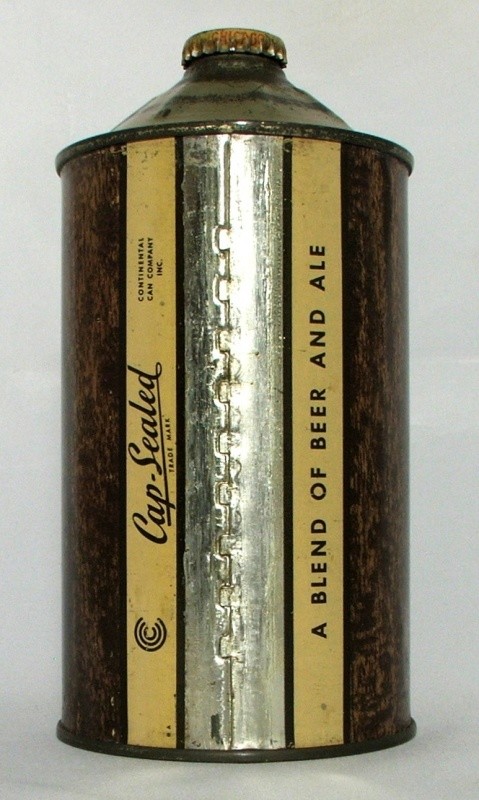 Cap-Sealed
TRADE MARK
CONTINENTAL
CAN COMPANY
INC.
A BLEND OF BEER AND ALE